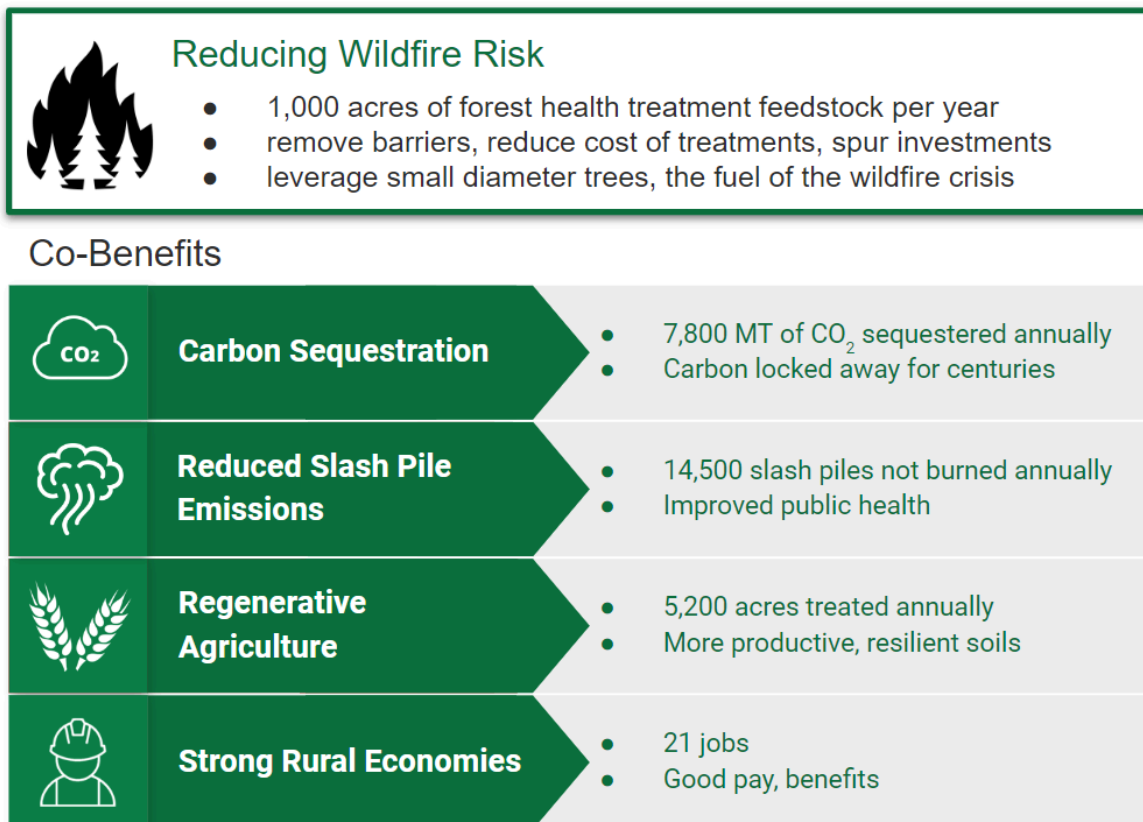 Reducing Wildfire Risk
● 1,000 acres of forest health treatment feedstock per year
● remove barriers, reduce cost of treatments, spur investments
● leverage small diameter trees, the fuel of the wildfire crisis
Co-Benefits
CO₂
Carbon Sequestration
● 7,800 MT of CO₂ sequestered annually
● Carbon locked away for centuries
Reduced Slash Pile
Emissions
● 14,500 slash piles not burned annually
● Improved public health
Regenerative
Agriculture
● 5,200 acres treated annually
● More productive, resilient soils
Strong Rural Economies
● 21 jobs
● Good pay, benefits